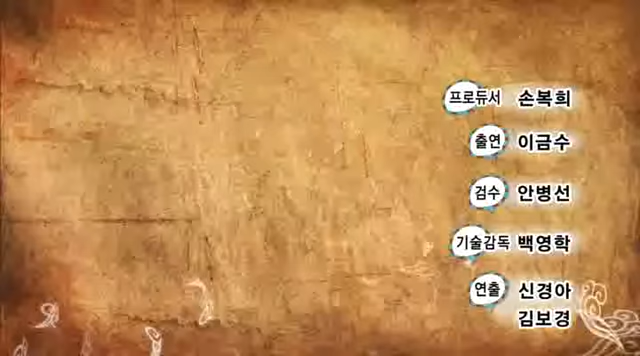 프로듀서 손복희
출연 이금수
검수 안병선
기술감독 백영학
연출 신경아
김보경